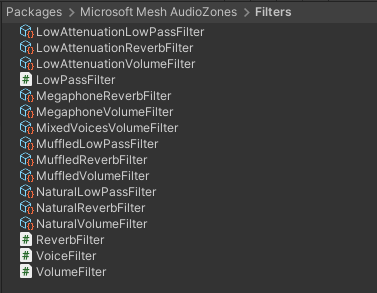 Packages > Microsoft Mesh AudioZones > Filters
LowAttenuationLowPassFilter
LowAttenuationReverbFilter
LowAttenuationVolumeFilter
LowPassFilter
MegaphoneReverbFilter
MegaphoneVolumeFilter
MixedVoicesVolumeFilter
MuffledLowPassFilter
MuffledReverbFilter
MuffledVolumeFilter
NaturalLowPassFilter
NaturalReverbFilter
NaturalVolumeFilter
ReverbFilter
VoiceFilter
VolumeFilter